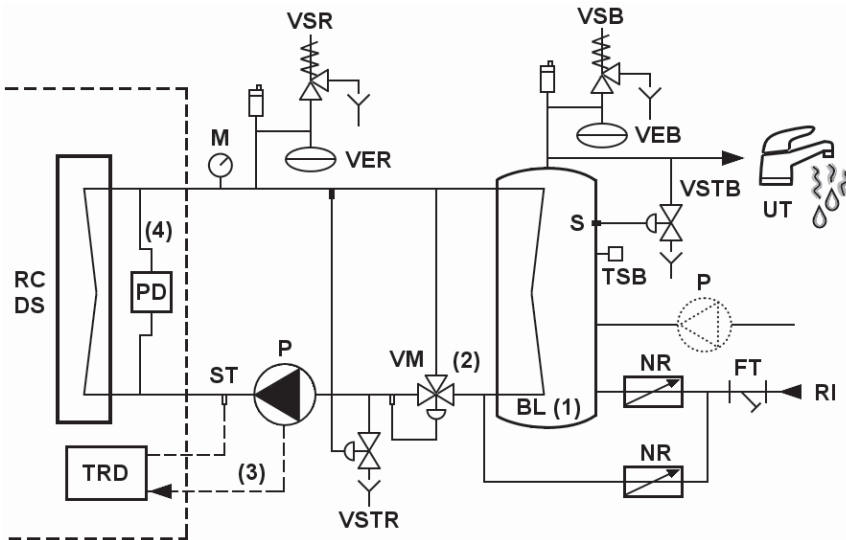 VSR
VSB
M
VER
VEB
VSTB
UT
(4)
S
RC
DS
PD
TSB
P
ST
P
VM
(2)
NR
FT
BL (1)
RI
TRD
(3)
NR
VSTR